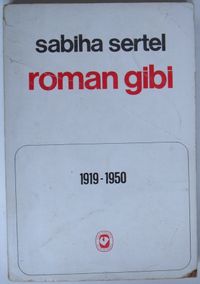 sabiha sertel
roman gibi
1919 - 1950